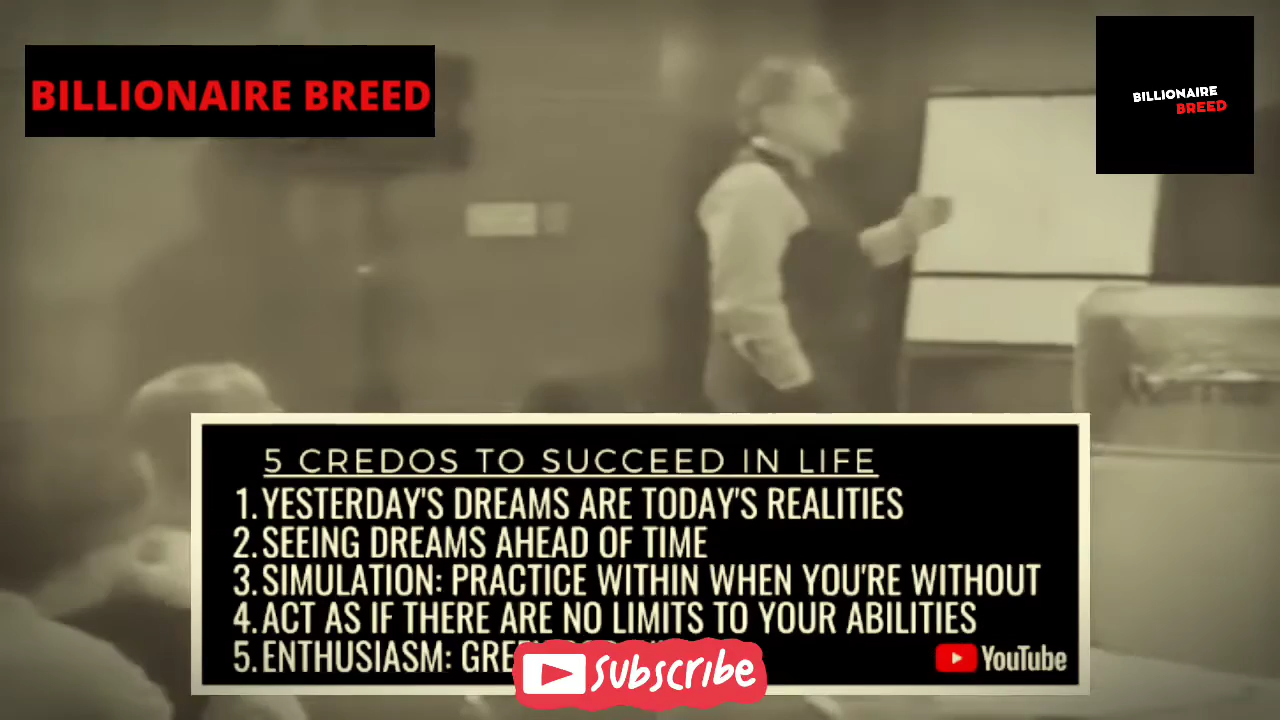 BILLIONAIRE BREED
BILLIONAIRE
BREED
5 CREDOS TO SUCCEED IN LIFE
1. YESTERDAY'S DREAMS ARE TODAY'S REALITIES
2. SEEING DREAMS AHEAD OF TIME
3. SIMULATION: PRACTICE WITHIN WHEN YOU'RE WITHOUT
4. ACT AS IF THERE ARE NO LIMITS TO YOUR ABILITIES
5. ENTHUSIASM:
Subscribe
YouTube